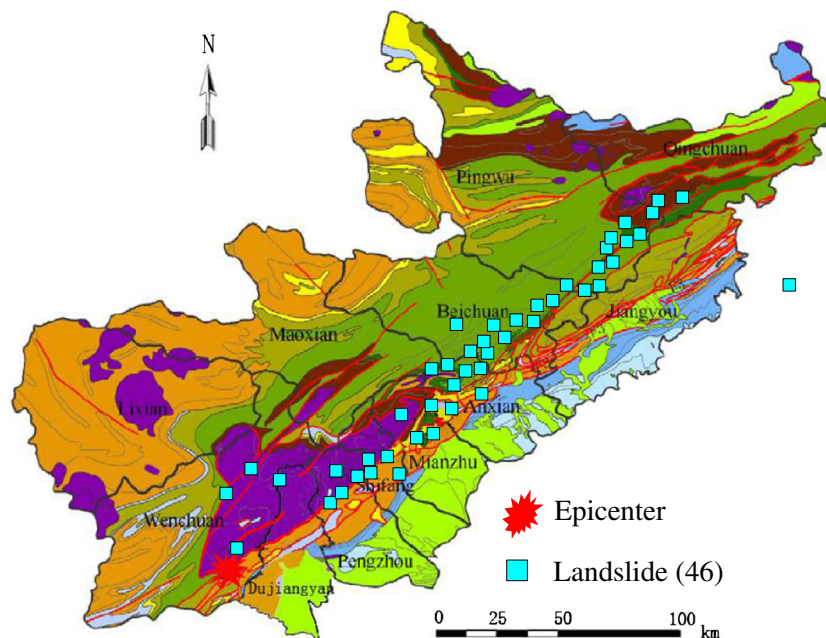 N
Qingchuan
Pingwu
Beichuan
Jiangyou
Maoxian
Lixian
Anxian
Mianzhu
Shifang
Wenchuan
Pengzhou
Dujiangyan
Epicenter
Landslide (46)
0 25 50 100
km